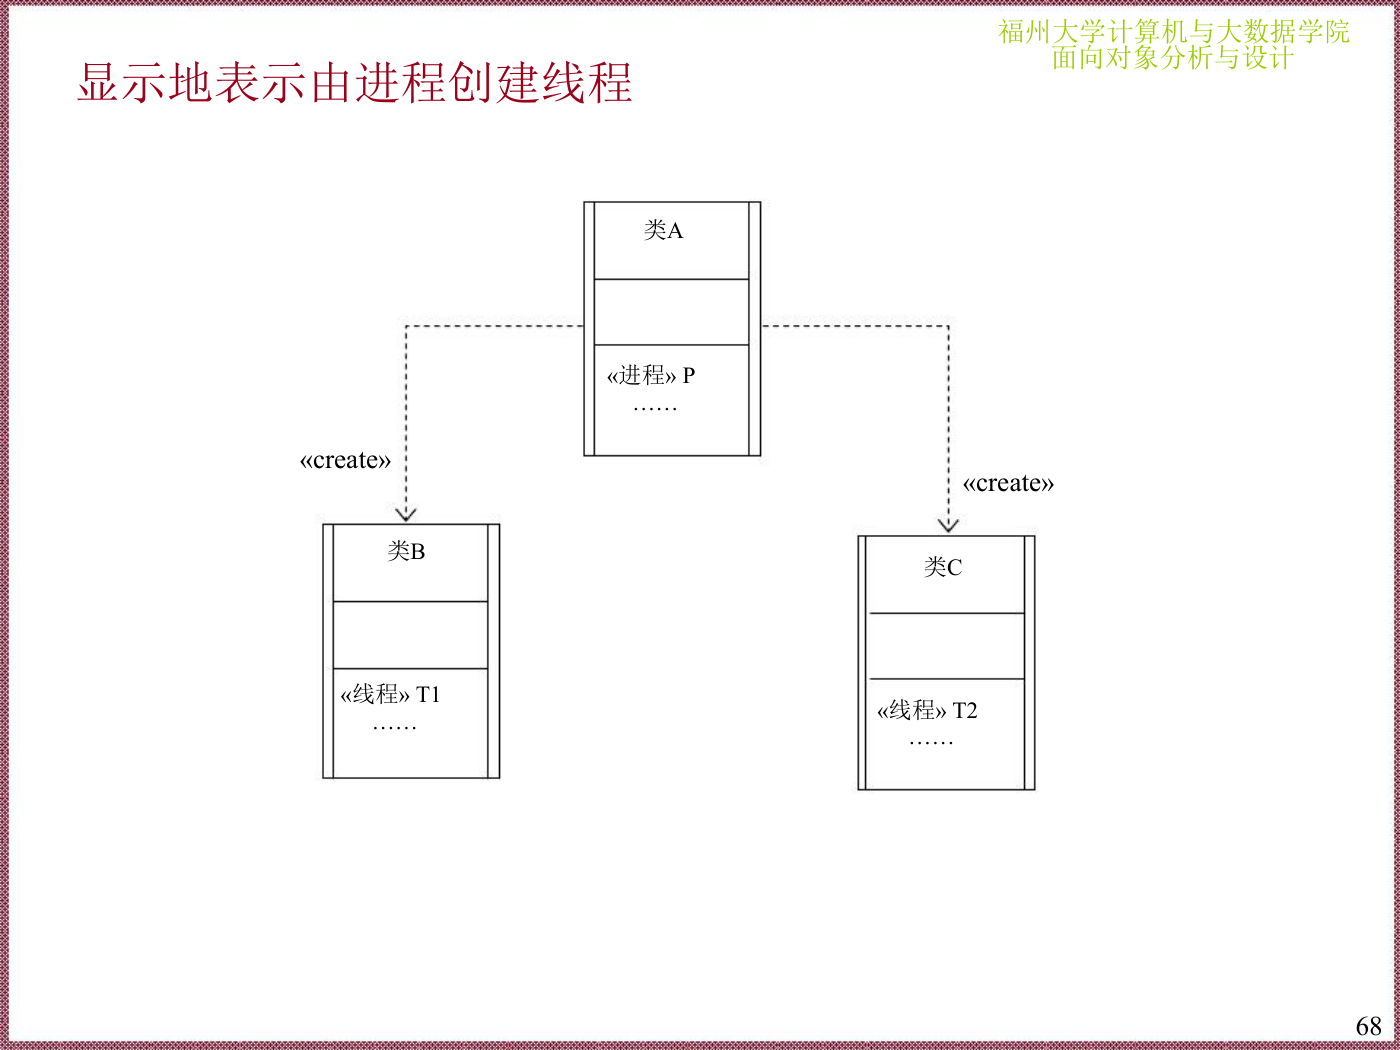 福州大学计算机与大数据学院
面向对象分析与设计
显示地表示由进程创建线程
类A
«进程» P
……
«create»
«create»
类B
«线程» T1
……
类C
«线程» T2
……
68